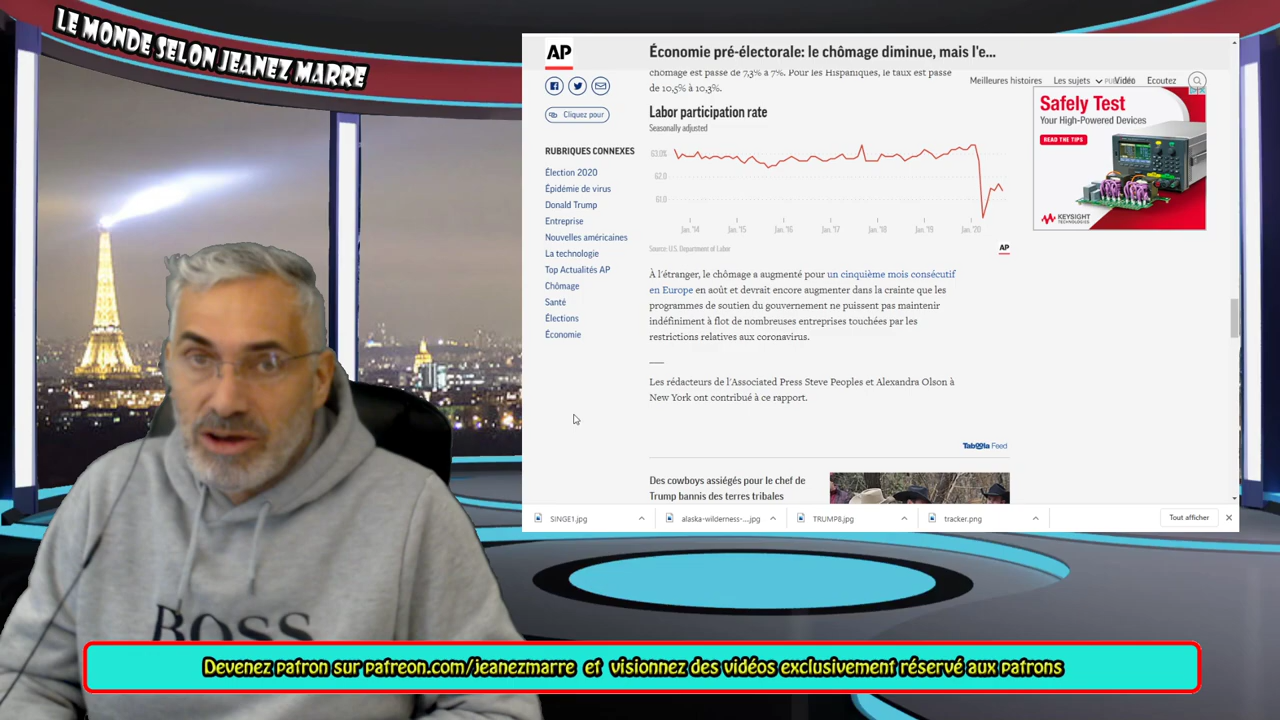 LE MONDE SELON JEANEZ MARRE
AP
Économie pré-électorale: le chômage diminue, mais l'e...
chômage est passé de 7,3% à 7%. Pour les Hispaniques, le taux est passé
de 10,5% à 10,3%.
Meilleures histoires
Les sujets
Vidéo
Ecoutez
Cliquez pour
RUBRIQUES CONNEXES
Élection 2020
Épidémie de virus
Donald Trump
Entreprise
Nouvelles américaines
La technologie
Top Actualités AP
Chômage
Santé
Élections
Économie
Labor participation rate
Seasonally adjusted
63.0%
62.0
61.0
Jan. '14
Jan. '15
Jan. '16
Jan. '17
Jan. '18
Jan. '19
Jan. '20
Source: U.S. Department of Labor
AP
À l'étranger, le chômage a augmenté pour un cinquième mois consécutif
en Europe en août et devrait encore augmenter dans la crainte que les
programmes de soutien du gouvernement ne puissent pas maintenir
indéfiniment à flot de nombreuses entreprises touchées par les
restrictions relatives aux coronavirus.
Les rédacteurs de l'Associated Press Steve Peoples et Alexandra Olson à
New York ont contribué à ce rapport.
Taboola Feed
Des cowboys assiégés pour le chef de
Trump bannis des terres tribales
Safely Test
Your High-Powered Devices
READ THE TIPS
KEYSIGHT
TECHNOLOGIES
SINGE1.jpg
alaska-wilderness-....jpg
TRUMP8.jpg
tracker.png
Tout afficher
BOSS
Devenez patron sur patreon.com/jeanezmarre et visionnez des vidéos exclusivement réservé aux patrons